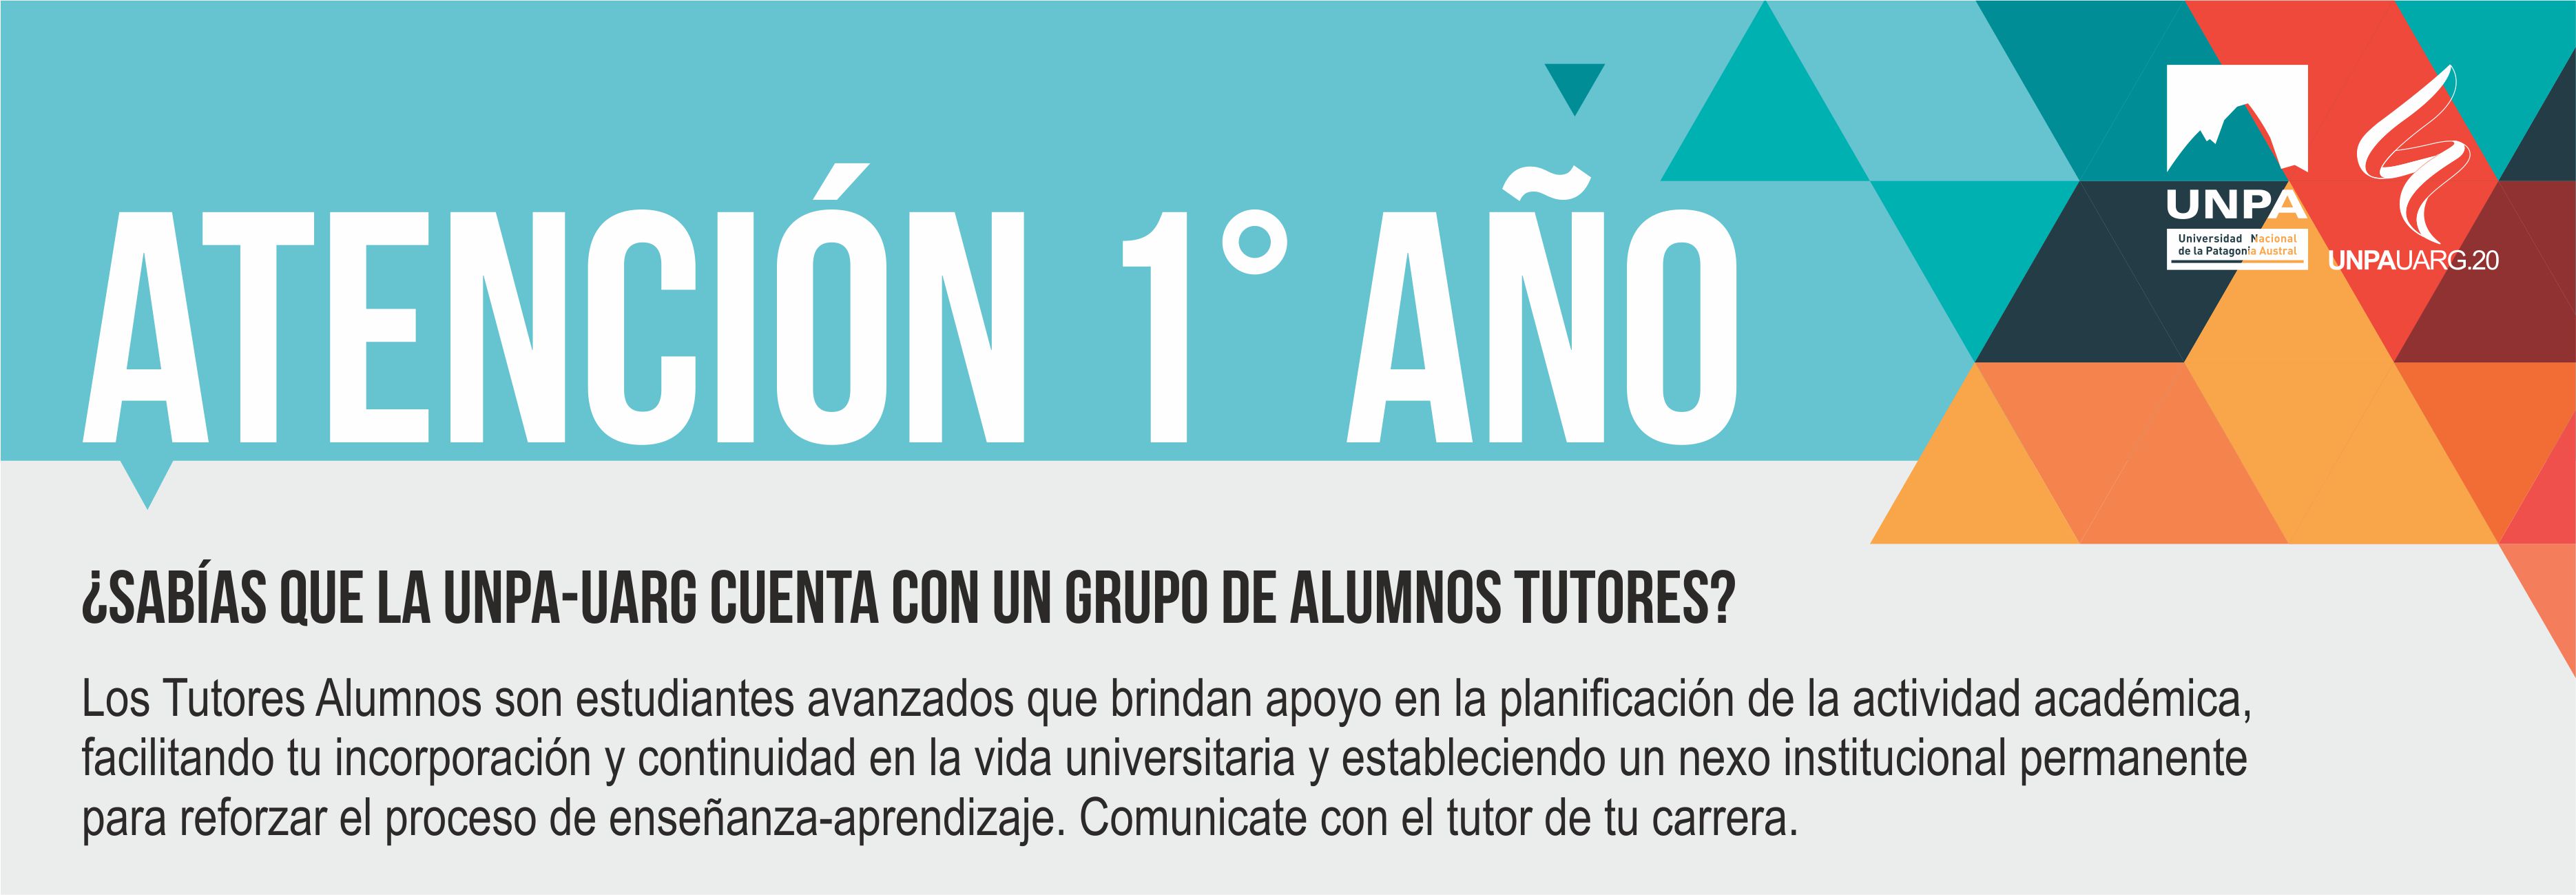 ATENCIÓN 1° AÑO
UNPA
Universidad Nacional
de la Patagonia Austral
UNPAUARG.20
¿SABÍAS QUE LA UNPA-UARG CUENTA CON UN GRUPO DE ALUMNOS TUTORES?
Los Tutores Alumnos son estudiantes avanzados que brindan apoyo en la planificación de la actividad académica,
facilitando tu incorporación y continuidad en la vida universitaria y estableciendo un nexo institucional permanente
para reforzar el proceso de enseñanza-aprendizaje. Comunicate con el tutor de tu carrera.